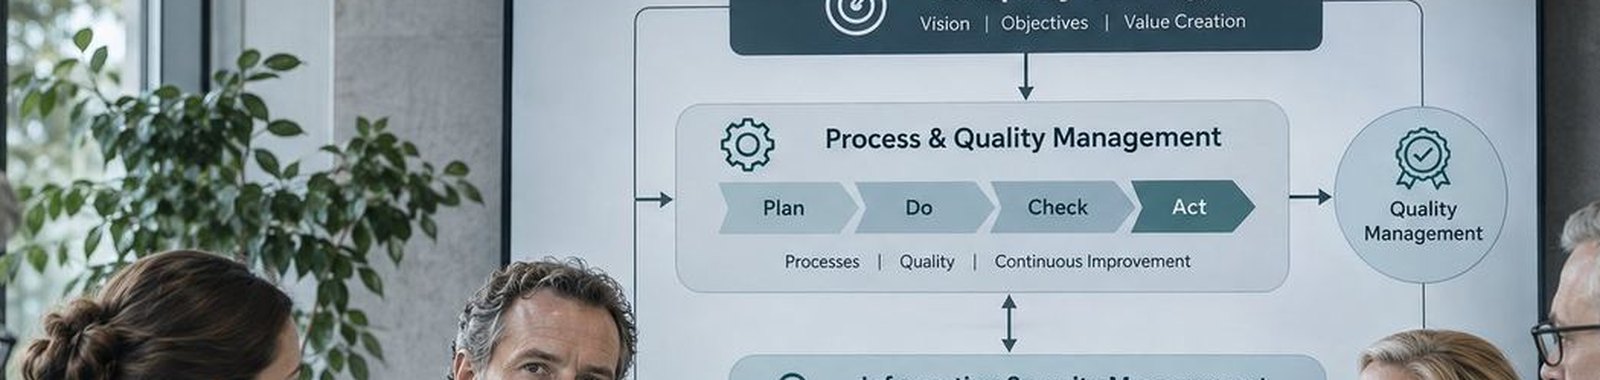 Vision | Objectives | Value Creation
Process & Quality Management
Plan Do Check Act
Processes | Quality | Continuous Improvement
Quality
Management